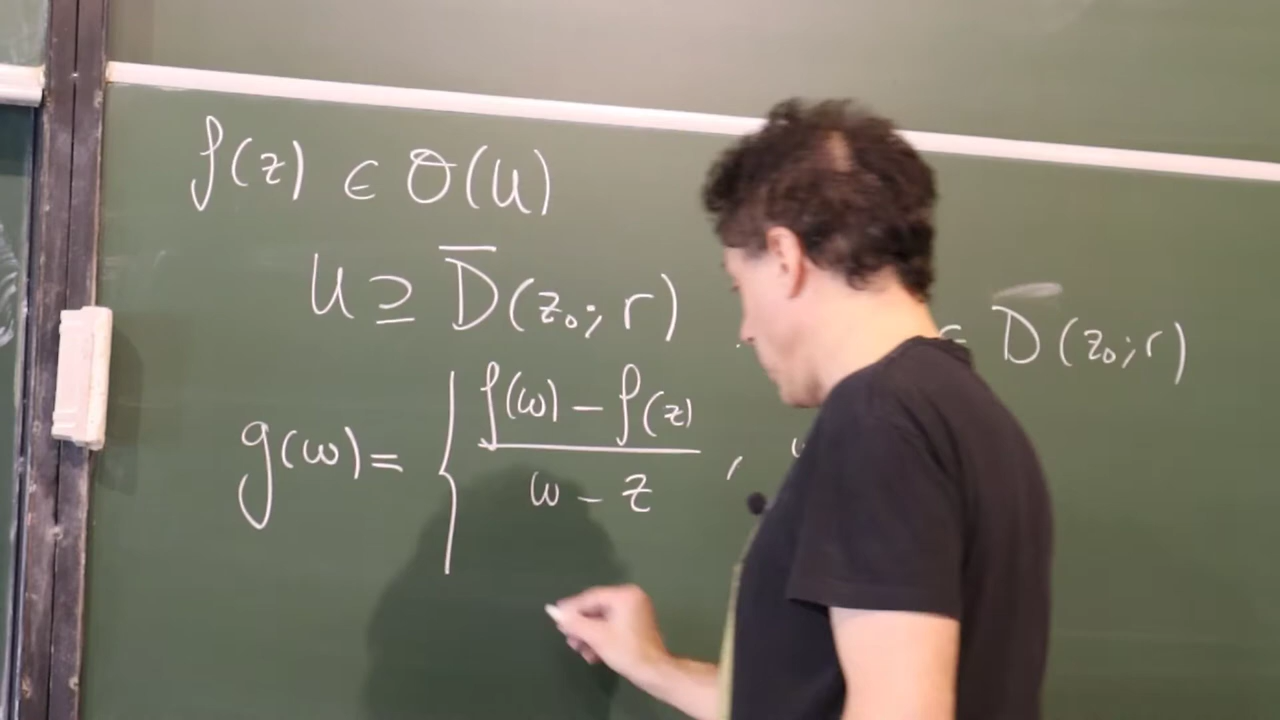 f(z) ∈ O(U)
U ⊇ D̅(z₀; r) ∈ D(z₀; r)
g(ω) = { (f(ω) − f(z)) / (ω − z) ,